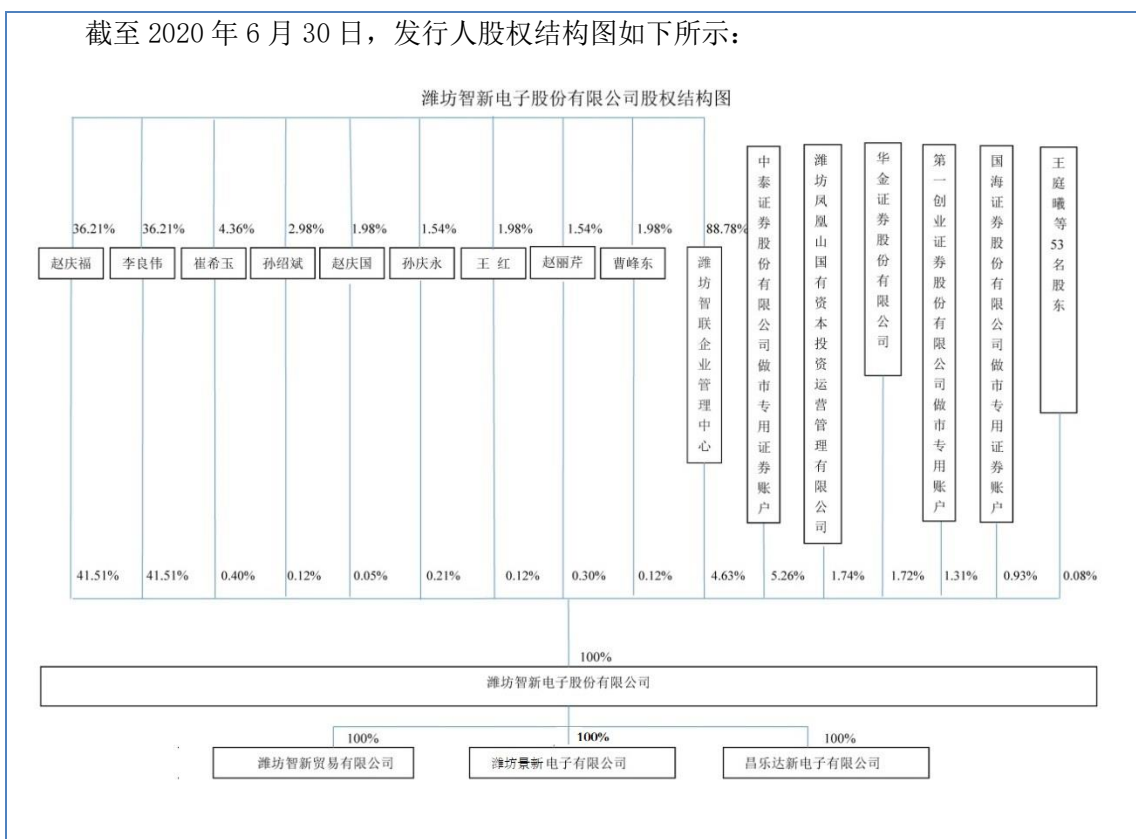 截至 2020 年 6 月 30 日，发行人股权结构图如下所示：
潍坊智新电子股份有限公司股权结构图
36.21% 36.21% 4.36% 2.98% 1.98% 1.54% 1.98% 1.54% 1.98% 88.78%
赵庆福 李良伟 崔希玉 孙绍斌 赵庆国 孙庆永 王 红 赵丽芹 曹峰东
潍坊智联企业管理中心
中泰证券股份有限公司做市专用证券账户
潍坊凤凰山国有资本投资运营管理有限公司
华金证券股份有限公司
第一创业证券股份有限公司做市专用账户
国海证券股份有限公司做市专用证券账户
王庭曦等53名股东
41.51% 41.51% 0.40% 0.12% 0.05% 0.21% 0.12% 0.30% 0.12% 4.63% 5.26% 1.74% 1.72% 1.31% 0.93% 0.08%
100%
潍坊智新电子股份有限公司
100% 100% 100%
潍坊智新贸易有限公司 潍坊景新电子有限公司 昌乐达新电子有限公司